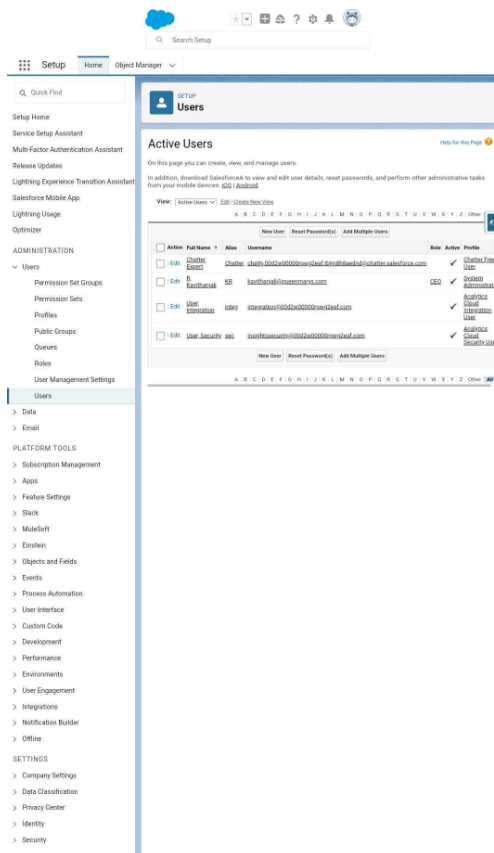 Search Setup
Setup Home Object Manager
Quick Find
Setup Home
Service Setup Assistant
Multi-Factor Authentication Assistant
Release Updates
Lightning Experience Transition Assistant
Salesforce Mobile App
Lightning Usage
Optimizer
ADMINISTRATION
Users
Permission Set Groups
Permission Sets
Profiles
Public Groups
Queues
Roles
User Management Settings
Users
Data
Email
PLATFORM TOOLS
Subscription Management
Apps
Feature Settings
Slack
MuleSoft
Einstein
Objects and Fields
Events
Process Automation
User Interface
Custom Code
Development
Performance
Environments
User Engagement
Integrations
Notification Builder
Offline
SETTINGS
Company Settings
Data Classification
Privacy Center
Identity
Security
SETUP
Users
Active Users
Help for this Page
On this page you can create, view, and manage users.
In addition, download SalesforceA to view and edit user details, reset passwords, and perform other administrative tasks
from your mobile devices: iOS | Android
View: Active Users Edit | Create New View
A B C D E F G H I J K L M N O P Q R S T U V W X Y Z Other
New User Reset Password(s) Add Multiple Users
Action Full Name Alias Username Role Active Profile
Edit Chatter Expert Chatter Chatter Free User
Edit R, Kavithanjali KR CEO System Administrat
Edit User, Integration integ Analytics Cloud Integration User
Edit User, Security sec Analytics Cloud Security Use
New User Reset Password(s) Add Multiple Users
A B C D E F G H I J K L M N O P Q R S T U V W X Y Z Other All